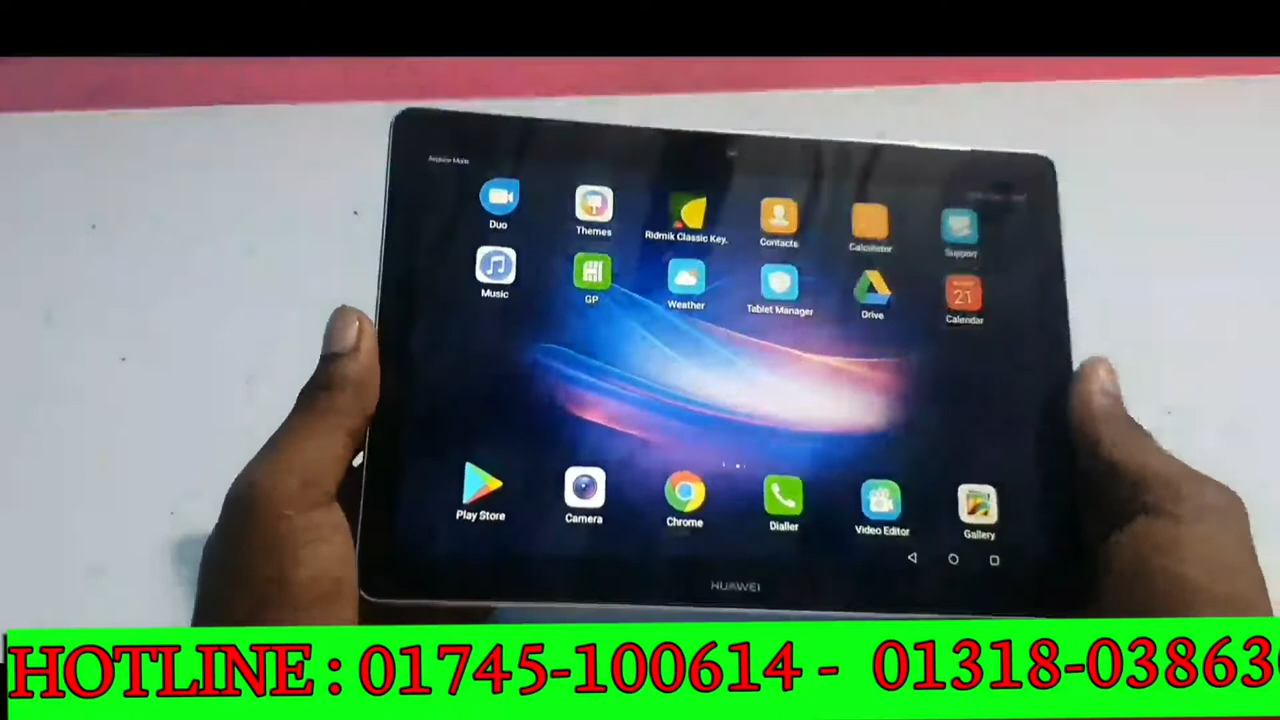 Duo
Themes
Ridmik Classic Key.
Contacts
Calculator
Support
Music
GP
Weather
Tablet Manager
Drive
21
Calendar
Play Store
Camera
Chrome
Dialler
Video Editor
Gallery
HUAWEI
HOTLINE : 01745-100614 - 01318-03863